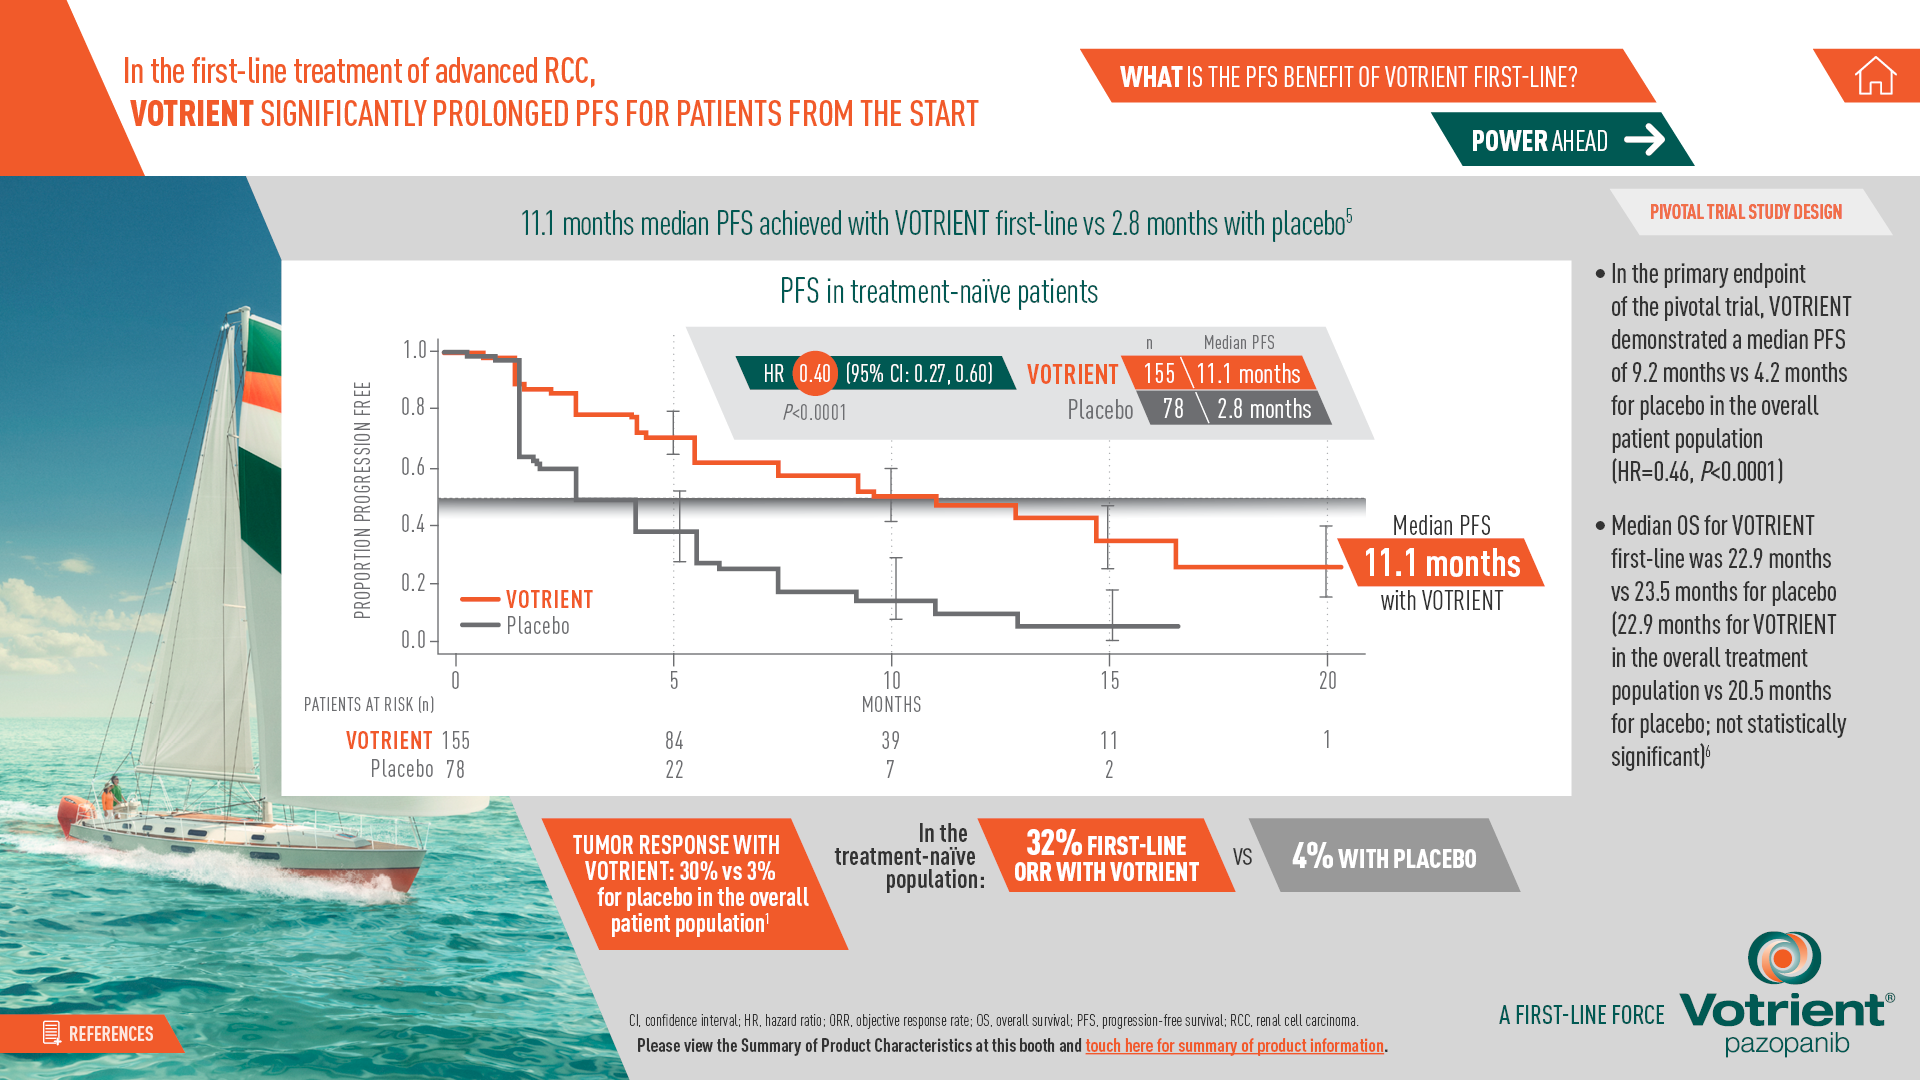 In the first-line treatment of advanced RCC,
VOTRIENT SIGNIFICANTLY PROLONGED PFS FOR PATIENTS FROM THE START
WHAT IS THE PFS BENEFIT OF VOTRIENT FIRST-LINE?
POWER AHEAD
11.1 months median PFS achieved with VOTRIENT first-line vs 2.8 months with placebo5
PIVOTAL TRIAL STUDY DESIGN
PFS in treatment-naïve patients
PROPORTION PROGRESSION FREE
1.0
0.8
0.6
0.4
0.2
0.0
HR 0.40 (95% CI: 0.27, 0.60)
P<0.0001
n Median PFS
VOTRIENT 155 11.1 months
Placebo 78 2.8 months
VOTRIENT
Placebo
Median PFS
11.1 months
with VOTRIENT
0 5 10 15 20
MONTHS
PATIENTS AT RISK (n)
VOTRIENT 155 84 39 11 1
Placebo 78 22 7 2
• In the primary endpoint
of the pivotal trial, VOTRIENT
demonstrated a median PFS
of 9.2 months vs 4.2 months
for placebo in the overall
patient population
(HR=0.46, P<0.0001)
• Median OS for VOTRIENT
first-line was 22.9 months
vs 23.5 months for placebo
(22.9 months for VOTRIENT
in the overall treatment
population vs 20.5 months
for placebo; not statistically
significant)6
TUMOR RESPONSE WITH
VOTRIENT: 30% vs 3%
for placebo in the overall
patient population1
In the
treatment-naïve
population:
32% FIRST-LINE
ORR WITH VOTRIENT
VS
4% WITH PLACEBO
REFERENCES
CI, confidence interval; HR, hazard ratio; ORR, objective response rate; OS, overall survival; PFS, progression-free survival; RCC, renal cell carcinoma.
Please view the Summary of Product Characteristics at this booth and touch here for summary of product information.
A FIRST-LINE FORCE
Votrient®
pazopanib